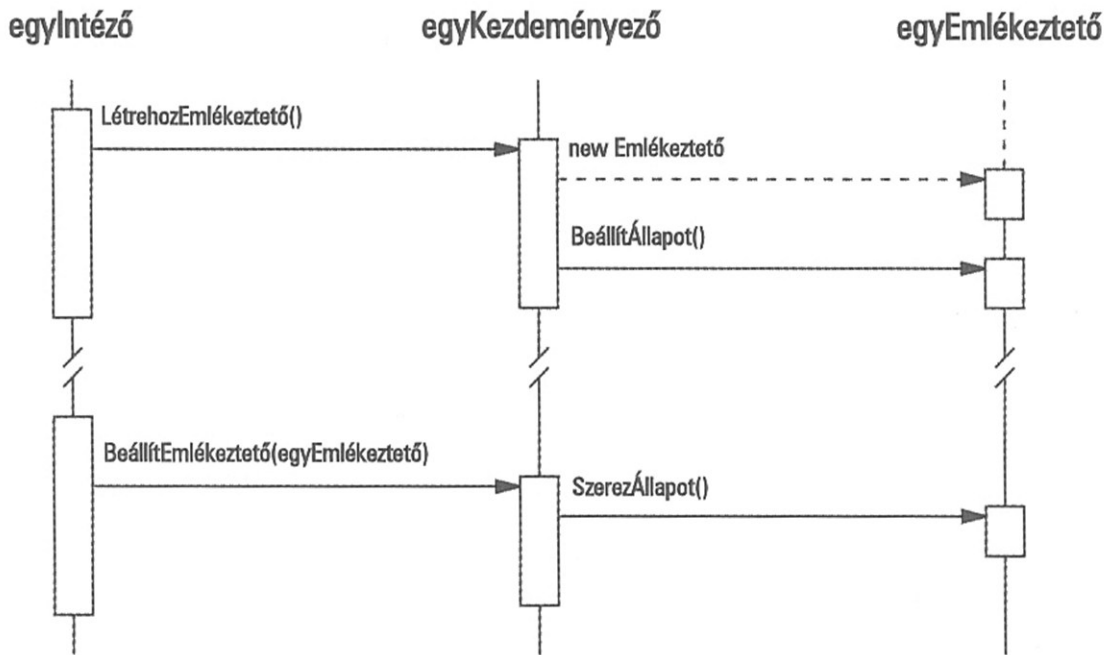 egyIntéző
egyKezdeményező
egyEmlékeztető
LétrehozEmlékeztető()
new Emlékeztető
BeállítÁllapot()
BeállítEmlékeztető(egyEmlékeztető)
SzerezÁllapot()